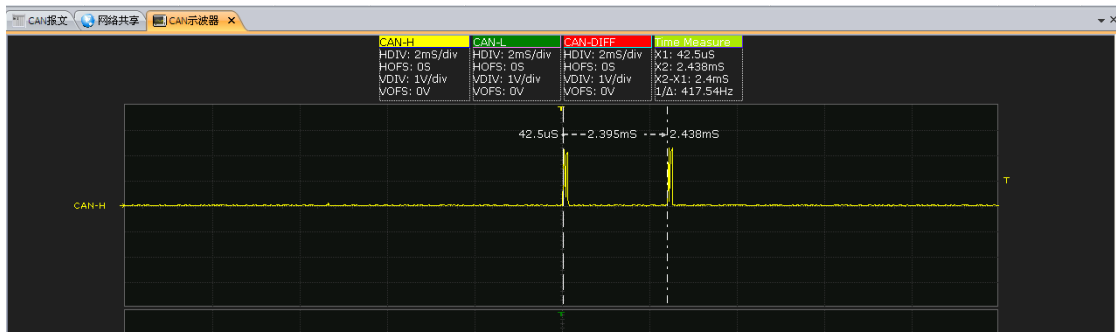 CAN报文 网络共享 CAN示波器
CAN-H CAN-L CAN-DIFF Time Measure
HDIV: 2mS/div HDIV: 2mS/div HDIV: 2mS/div X1: 42.5uS
HOFS: 0S HOFS: 0S HOFS: 0S X2: 2.438mS
VDIV: 1V/div VDIV: 1V/div VDIV: 1V/div X2-X1: 2.4mS
VOFS: 0V VOFS: 0V VOFS: 0V 1/Δ: 417.54Hz
T
42.5uS 2.395mS 2.438mS
T
CAN-H
T